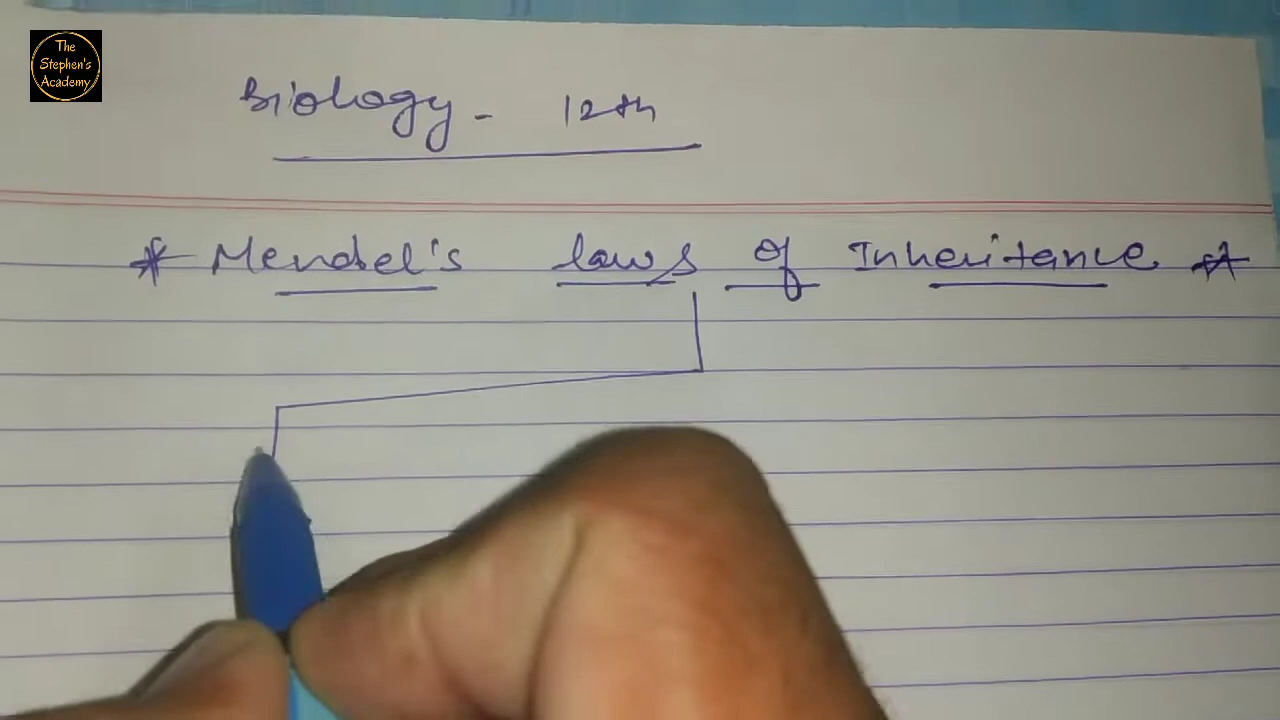 The
Stephen's
Academy
Biology - 12th
* Mendel's laws of Inheritance *